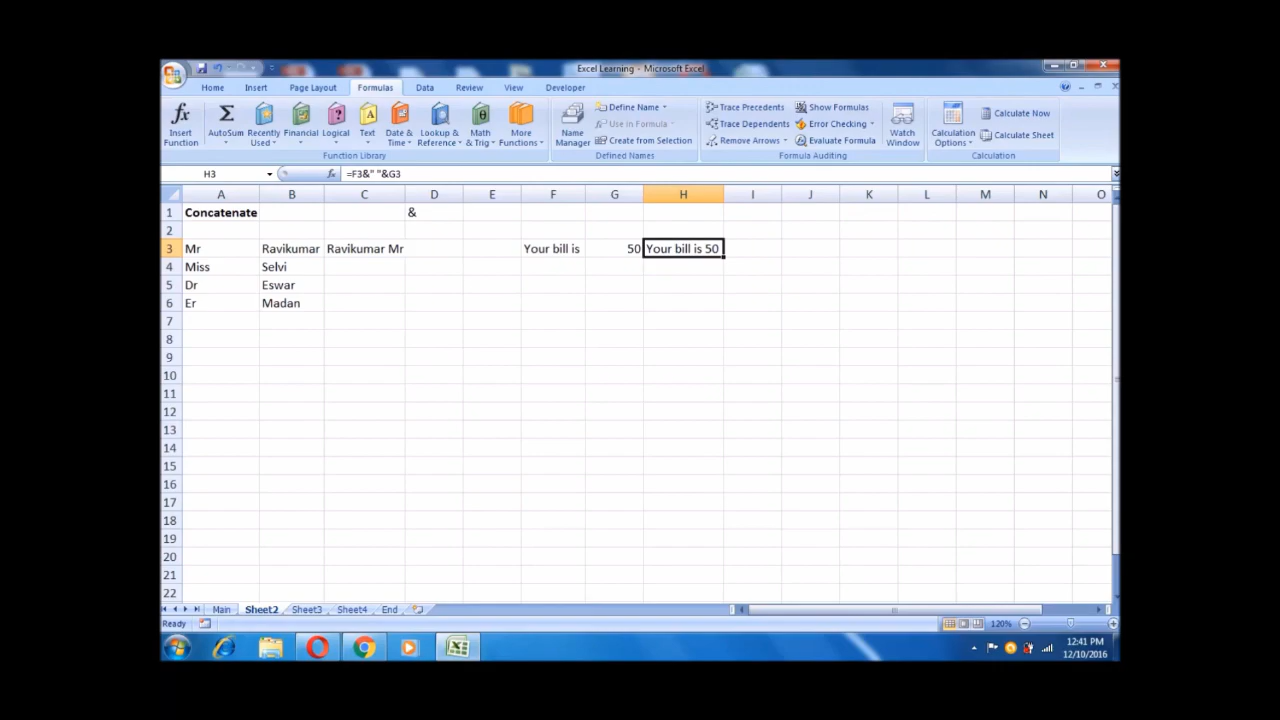 Excel Learning - Microsoft Excel
Home Insert Page Layout Formulas Data Review View Developer
Insert Function
AutoSum
Recently Used
Financial
Logical
Text
Date & Time
Lookup & Reference
Math & Trig
More Functions
Function Library
Name Manager
Define Name
Use in Formula
Create from Selection
Defined Names
Trace Precedents
Trace Dependents
Remove Arrows
Show Formulas
Error Checking
Evaluate Formula
Formula Auditing
Watch Window
Calculation Options
Calculate Now
Calculate Sheet
Calculation
H3 fx =F3&" "&G3
A B C D E F G H I J K L M N O
1 Concatenate &
2
3 Mr Ravikumar Ravikumar Mr Your bill is 50 Your bill is 50
4 Miss Selvi
5 Dr Eswar
6 Er Madan
7
8
9
10
11
12
13
14
15
16
17
18
19
20
21
22
Main Sheet2 Sheet3 Sheet4 End
Ready 120%
12:41 PM
12/10/2016